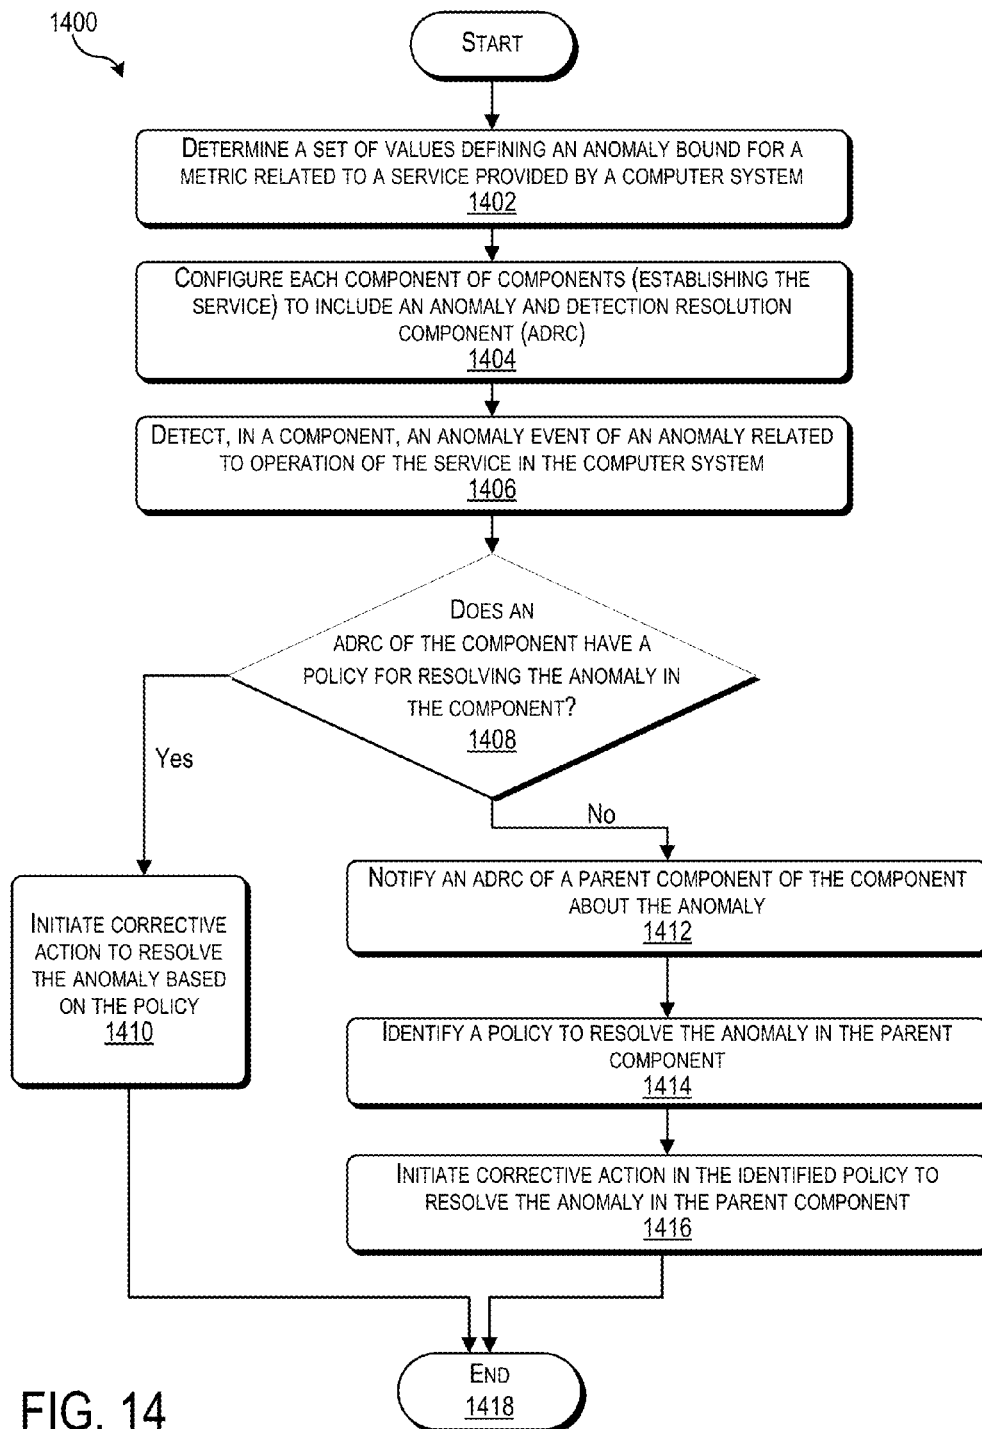 1400
START
DETERMINE A SET OF VALUES DEFINING AN ANOMALY BOUND FOR A
METRIC RELATED TO A SERVICE PROVIDED BY A COMPUTER SYSTEM
1402
CONFIGURE EACH COMPONENT OF COMPONENTS (ESTABLISHING THE
SERVICE) TO INCLUDE AN ANOMALY AND DETECTION RESOLUTION
COMPONENT (ADRC)
1404
DETECT, IN A COMPONENT, AN ANOMALY EVENT OF AN ANOMALY RELATED
TO OPERATION OF THE SERVICE IN THE COMPUTER SYSTEM
1406
DOES AN
ADRC OF THE COMPONENT HAVE A
POLICY FOR RESOLVING THE ANOMALY IN
THE COMPONENT?
1408
Yes
No
INITIATE CORRECTIVE
ACTION TO RESOLVE
THE ANOMALY BASED
ON THE POLICY
1410
NOTIFY AN ADRC OF A PARENT COMPONENT OF THE COMPONENT
ABOUT THE ANOMALY
1412
IDENTIFY A POLICY TO RESOLVE THE ANOMALY IN THE PARENT
COMPONENT
1414
INITIATE CORRECTIVE ACTION IN THE IDENTIFIED POLICY TO
RESOLVE THE ANOMALY IN THE PARENT COMPONENT
1416
END
1418
FIG. 14